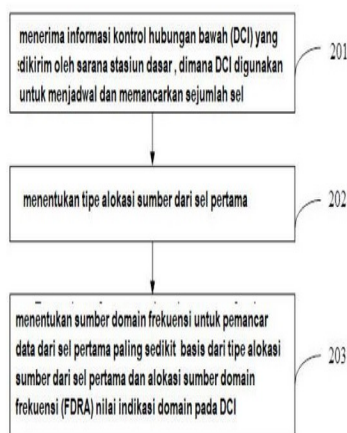 menerima informasi kontrol hubungan bawah (DCI) yang
dikirim oleh sarana stasiun dasar , dimana DCI digunakan
untuk menjadwal dan memancarkan sejumlah sel
201
menentukan tipe alokasi sumber dari sel pertama
202
menentukan sumber domain frekuensi untuk pemancar
data dari sel pertama paling sedikit basis dari tipe alokasi
sumber dari sel pertama dan alokasi sumber domain
frekuensi (FDRA) nilai indikasi domain pada DCI
203